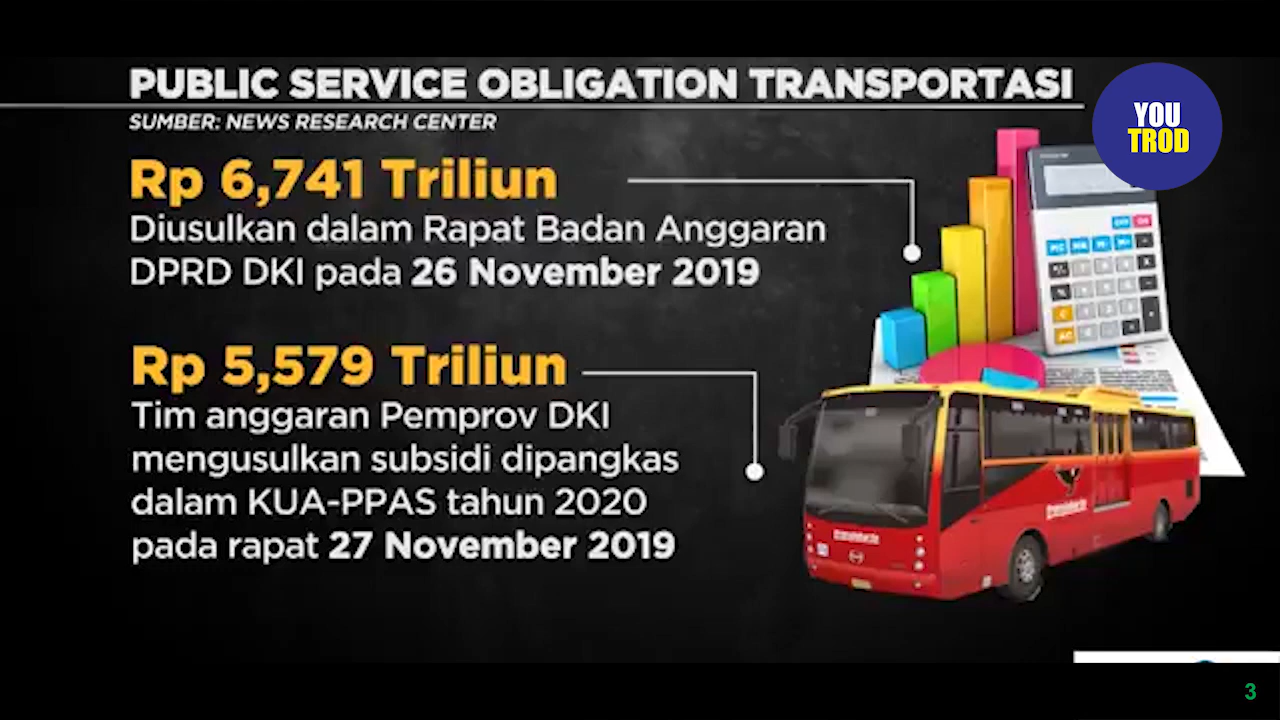 PUBLIC SERVICE OBLIGATION TRANSPORTASI
SUMBER: NEWS RESEARCH CENTER
YOU
TROD
Rp 6,741 Triliun
Diusulkan dalam Rapat Badan Anggaran
DPRD DKI pada 26 November 2019
Rp 5,579 Triliun
Tim anggaran Pemprov DKI
mengusulkan subsidi dipangkas
dalam KUA-PPAS tahun 2020
pada rapat 27 November 2019
3